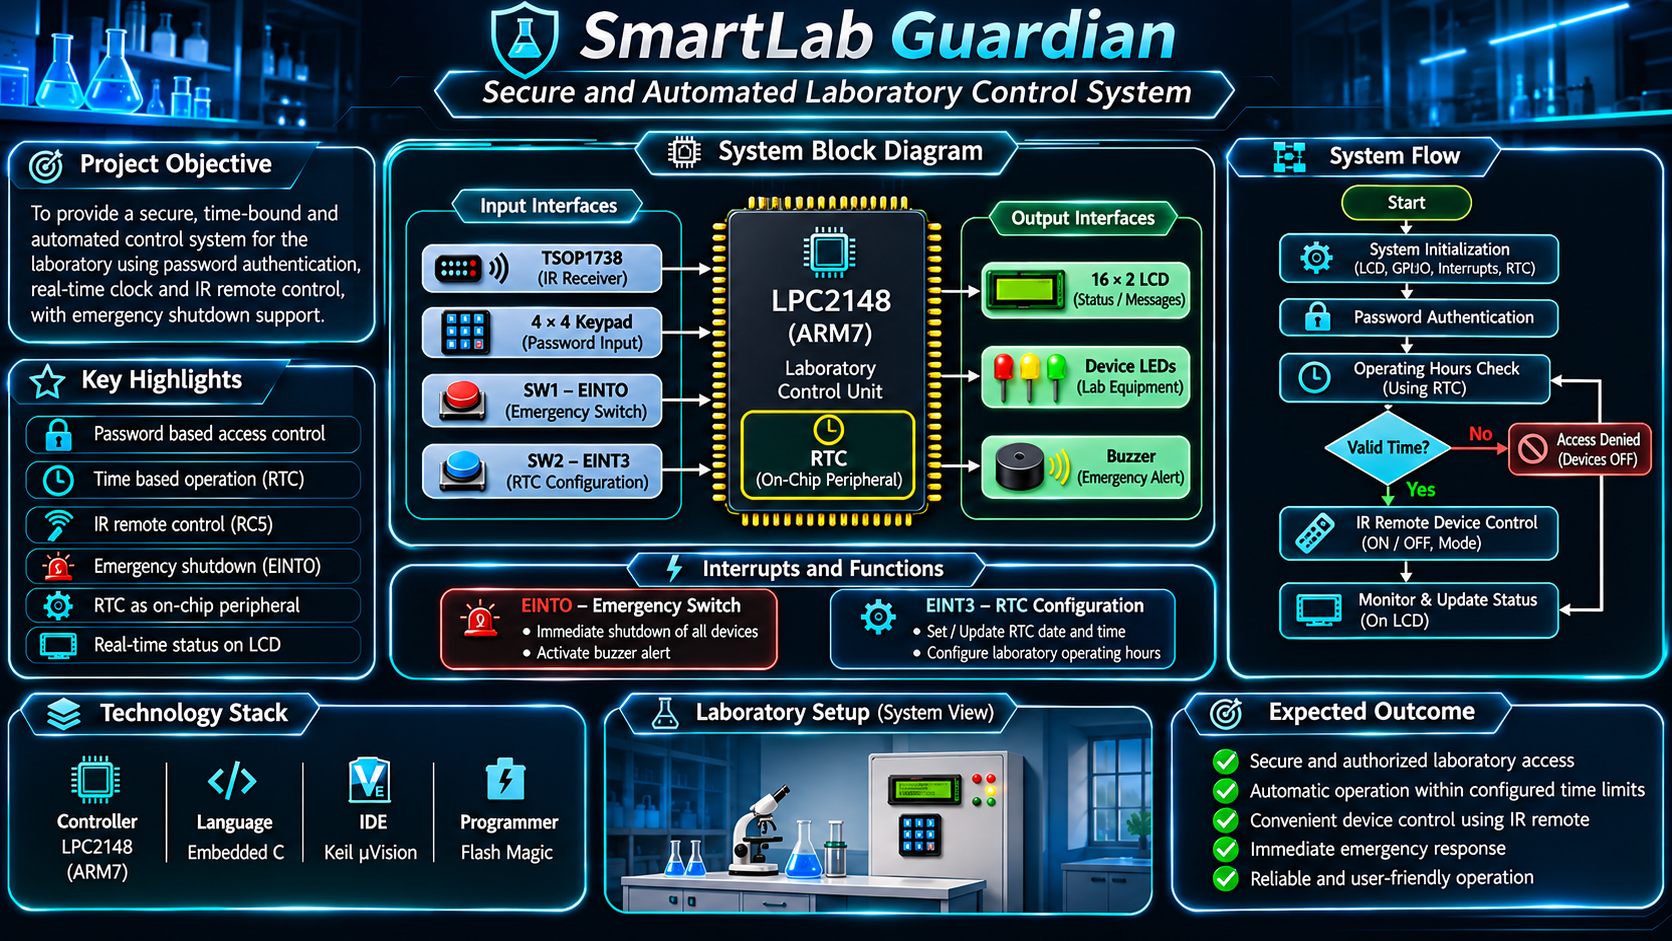 SmartLab Guardian
Secure and Automated Laboratory Control System
Project Objective
To provide a secure, time-bound and
automated control system for the
laboratory using password authentication,
real-time clock and IR remote control,
with emergency shutdown support.
Key Highlights
Password based access control
Time based operation (RTC)
IR remote control (RC5)
Emergency shutdown (EINTO)
RTC as on-chip peripheral
Real-time status on LCD
System Block Diagram
Input Interfaces
TSOP1738
(IR Receiver)
4 × 4 Keypad
(Password Input)
SW1 – EINTO
(Emergency Switch)
SW2 – EINT3
(RTC Configuration)
LPC2148
(ARM7)
Laboratory
Control Unit
RTC
(On-Chip Peripheral)
Output Interfaces
16 × 2 LCD
(Status / Messages)
Device LEDs
(Lab Equipment)
Buzzer
(Emergency Alert)
Interrupts and Functions
EINTO – Emergency Switch
• Immediate shutdown of all devices
• Activate buzzer alert
EINT3 – RTC Configuration
• Set / Update RTC date and time
• Configure laboratory operating hours
System Flow
Start
System Initialization
(LCD, GPIJO, Interrupts, RTC)
Password Authentication
Operating Hours Check
(Using RTC)
Valid Time?
No
Access Denied
(Devices OFF)
Yes
IR Remote Device Control
(ON / OFF, Mode)
Monitor & Update Status
(On LCD)
Technology Stack
Controller
LPC2148
(ARM7)
Language
Embedded C
VE
IDE
Keil µVision
Programmer
Flash Magic
Laboratory Setup (System View)
Expected Outcome
Secure and authorized laboratory access
Automatic operation within configured time limits
Convenient device control using IR remote
Immediate emergency response
Reliable and user-friendly operation